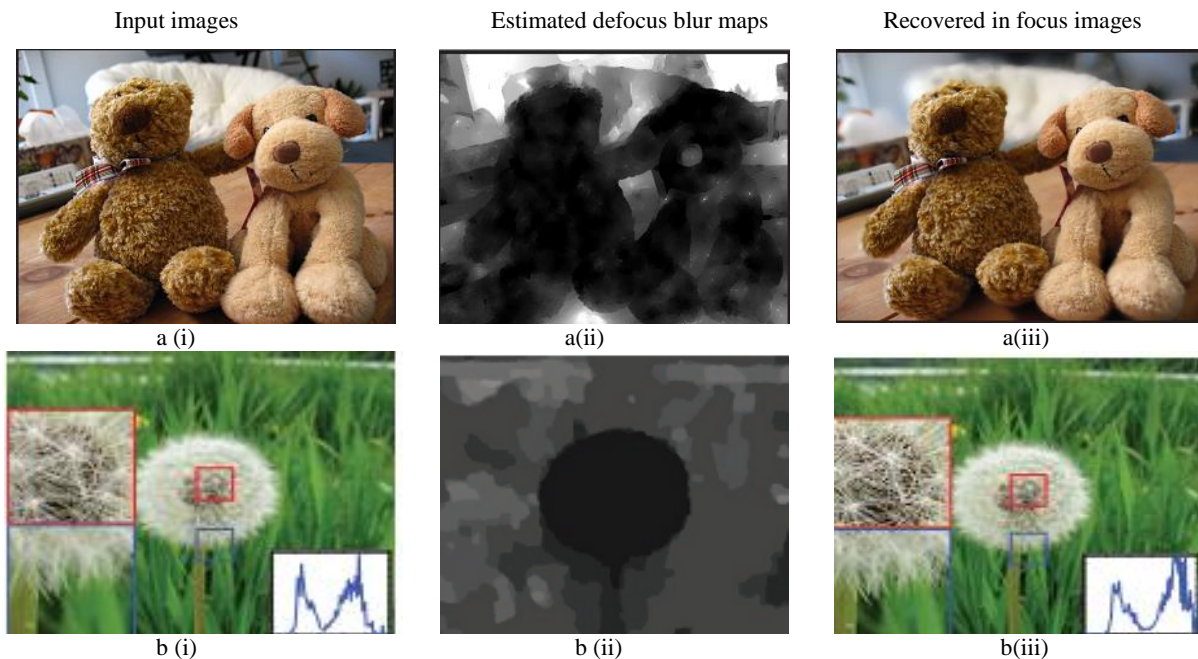 Input images Estimated defocus blur maps Recovered in focus images
a (i) a(ii) a(iii)
b (i) b (ii) b(iii)